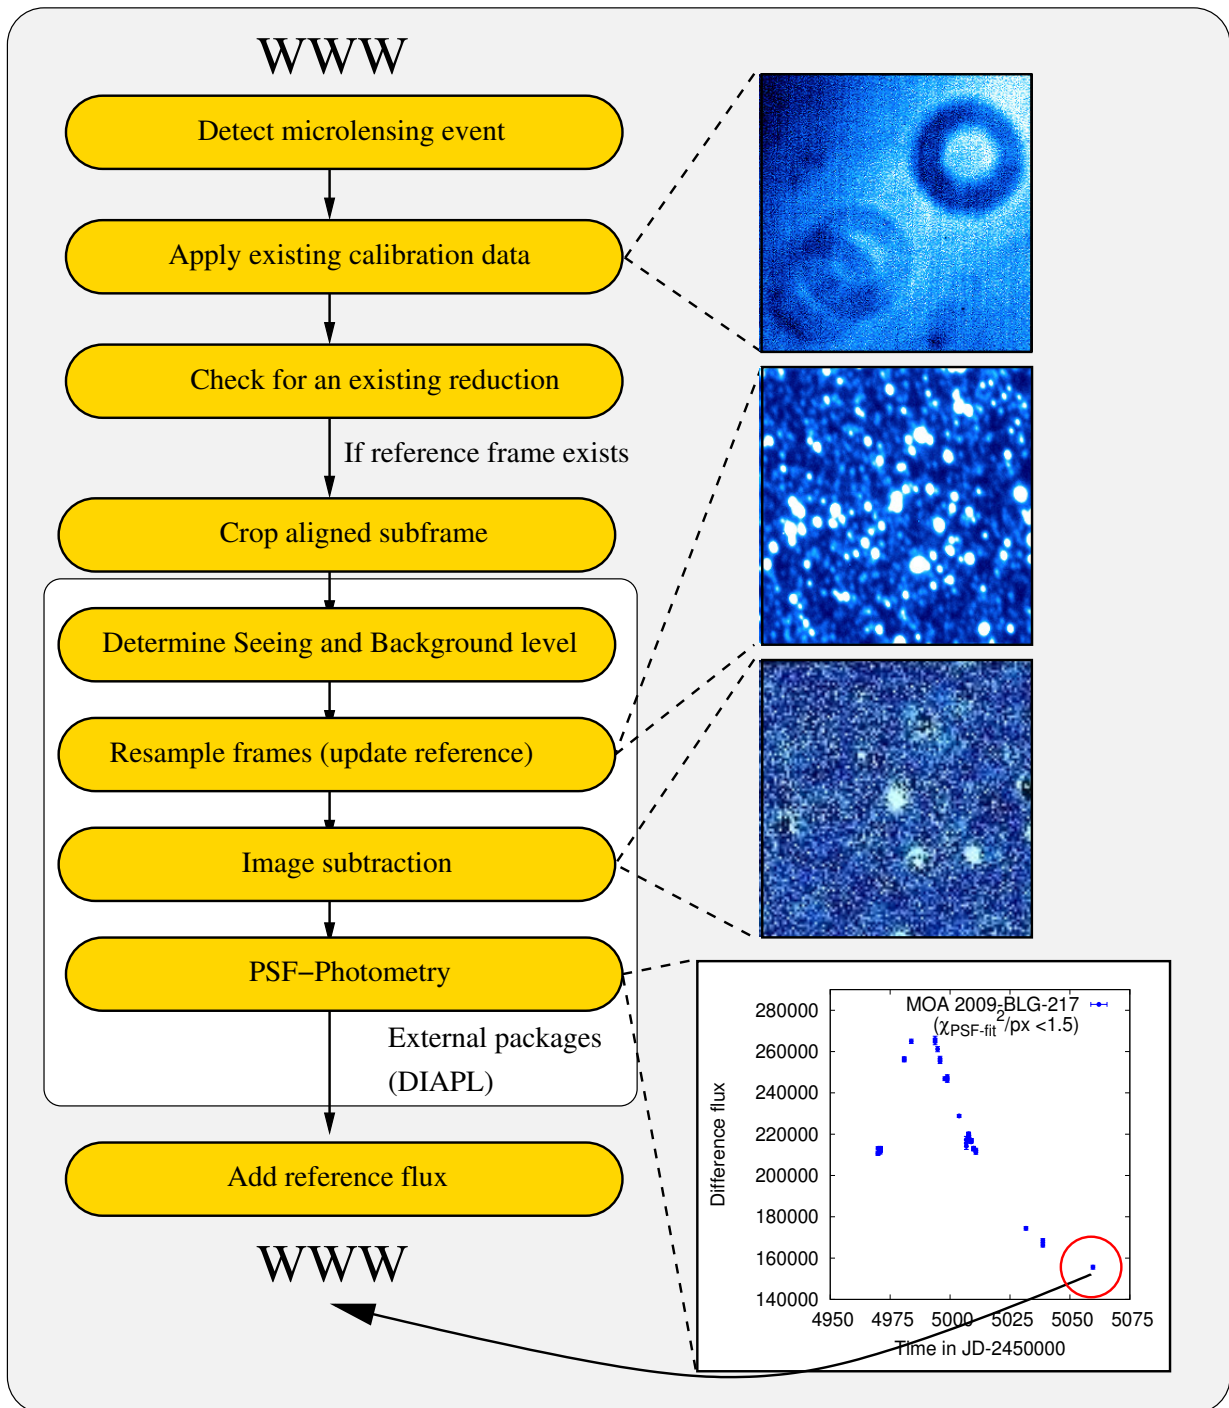 WWW
Detect microlensing event
Apply existing calibration data
Check for an existing reduction
If reference frame exists
Crop aligned subframe
Determine Seeing and Background level
Resample frames (update reference)
Image subtraction
PSF−Photometry
External packages
(DIAPL)
Add reference flux
WWW
MOA 2009-BLG-217
(χPSF-fit²/px <1.5)
Difference flux
280000
260000
240000
220000
200000
180000
160000
140000
4950 4975 5000 5025 5050 5075
Time in JD-2450000